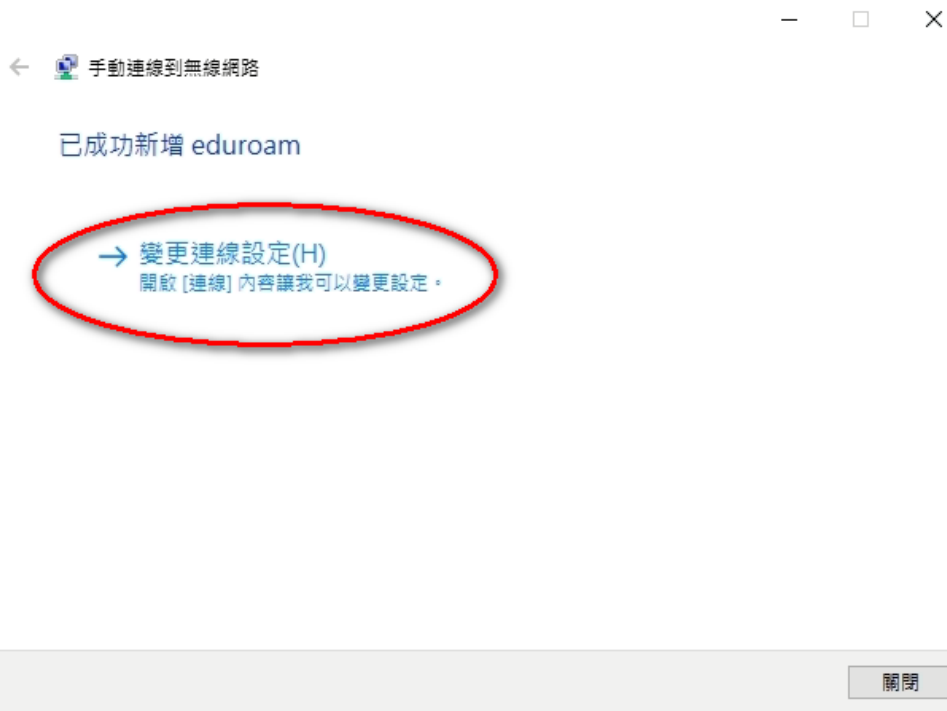 手動連線到無線網路
已成功新增 eduroam
→ 變更連線設定(H)
開啟 [連線] 內容讓我可以變更設定。
關閉